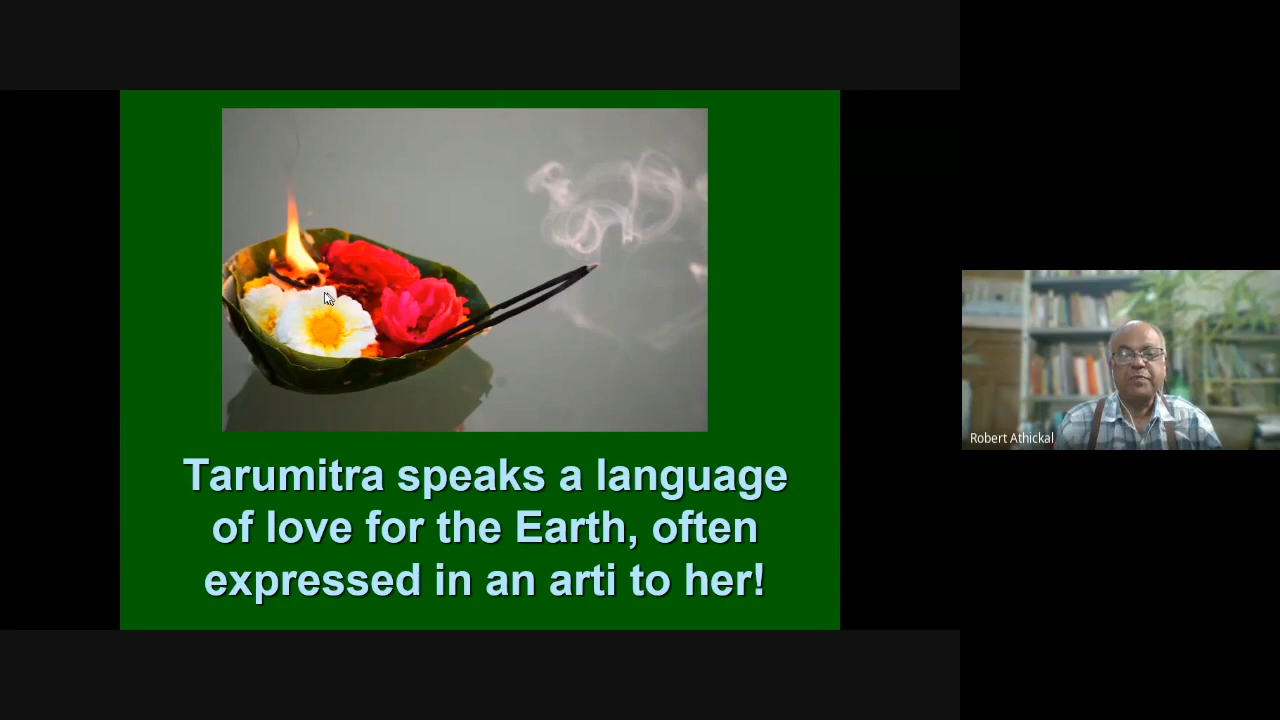 Tarumitra speaks a language
of love for the Earth, often
expressed in an arti to her!
Robert Athickal